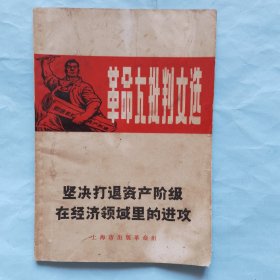 革命大批判文选
坚决打退资产阶级
在经济领域里的进攻
上海市出版革命组